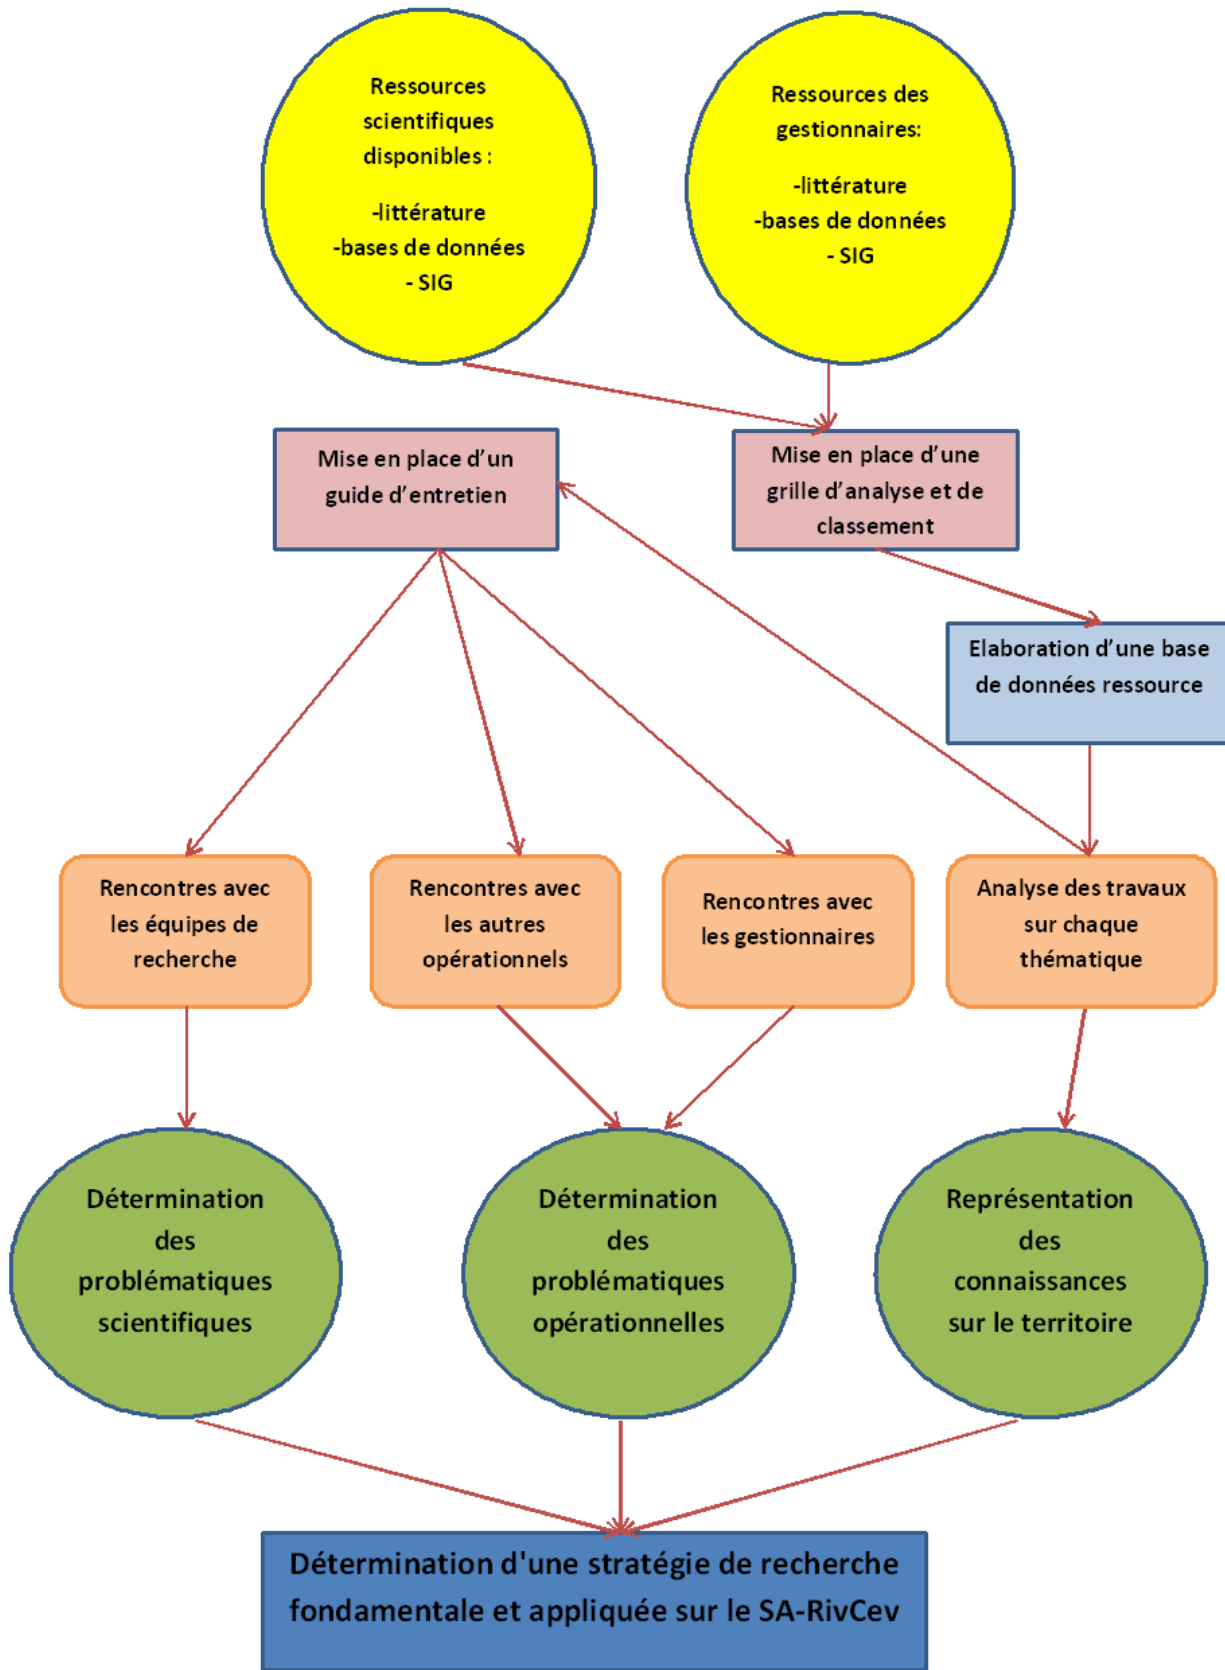 Ressources
scientifiques
disponibles :
-littérature
-bases de données
- SIG
Ressources des
gestionnaires:
-littérature
-bases de données
- SIG
Mise en place d’un
guide d’entretien
Mise en place d’une
grille d’analyse et de
classement
Elaboration d’une base
de données ressource
Rencontres avec
les équipes de
recherche
Rencontres avec
les autres
opérationnels
Rencontres avec
les gestionnaires
Analyse des travaux
sur chaque
thématique
Détermination
des
problématiques
scientifiques
Détermination
des
problématiques
opérationnelles
Représentation
des
connaissances
sur le territoire
Détermination d'une stratégie de recherche
fondamentale et appliquée sur le SA-RivCev